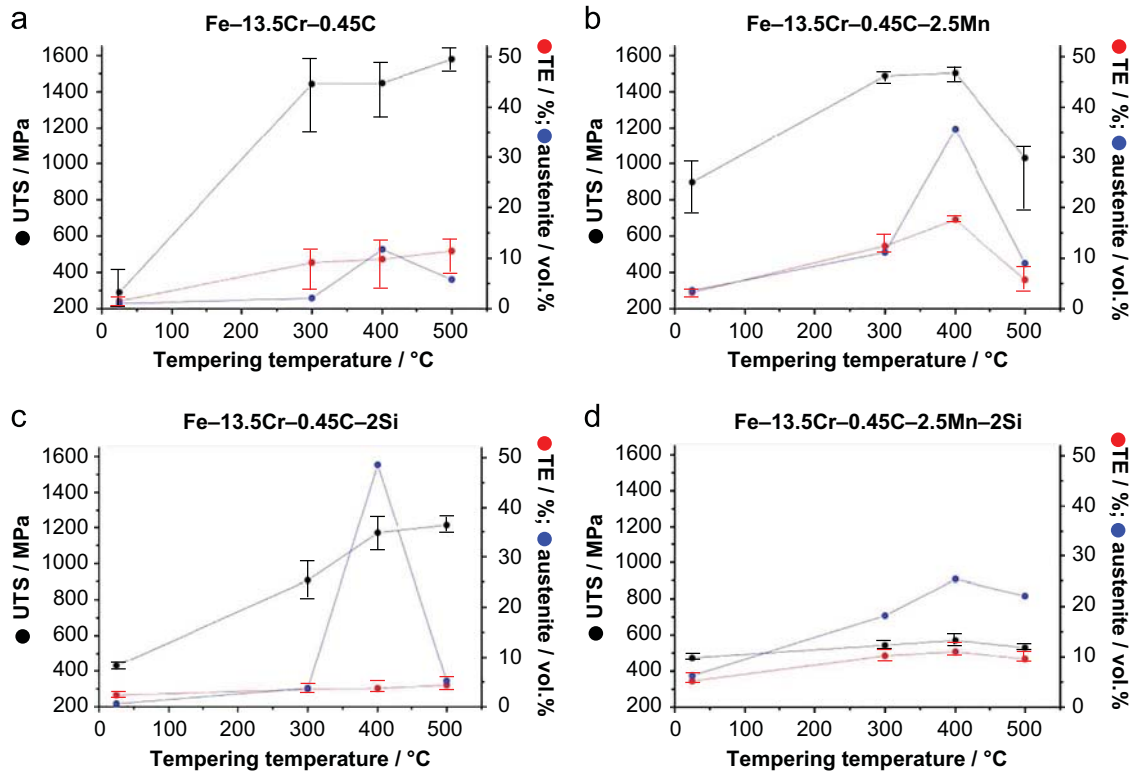 a
Fe–13.5Cr–0.45C
1600
1400
1200
1000
800
600
400
200
UTS / MPa
50
40
30
20
10
0
TE / %; austenite / vol.%
0 100 200 300 400 500
Tempering temperature / °C
b
Fe–13.5Cr–0.45C–2.5Mn
1600
1400
1200
1000
800
600
400
200
UTS / MPa
50
40
30
20
10
0
TE / %; austenite / vol.%
0 100 200 300 400 500
Tempering temperature / °C
c
Fe–13.5Cr–0.45C–2Si
1600
1400
1200
1000
800
600
400
200
UTS / MPa
50
40
30
20
10
0
TE / %; austenite / vol.%
0 100 200 300 400 500
Tempering temperature / °C
d
Fe–13.5Cr–0.45C–2.5Mn–2Si
1600
1400
1200
1000
800
600
400
200
UTS / MPa
50
40
30
20
10
0
TE / %; austenite / vol.%
0 100 200 300 400 500
Tempering temperature / °C